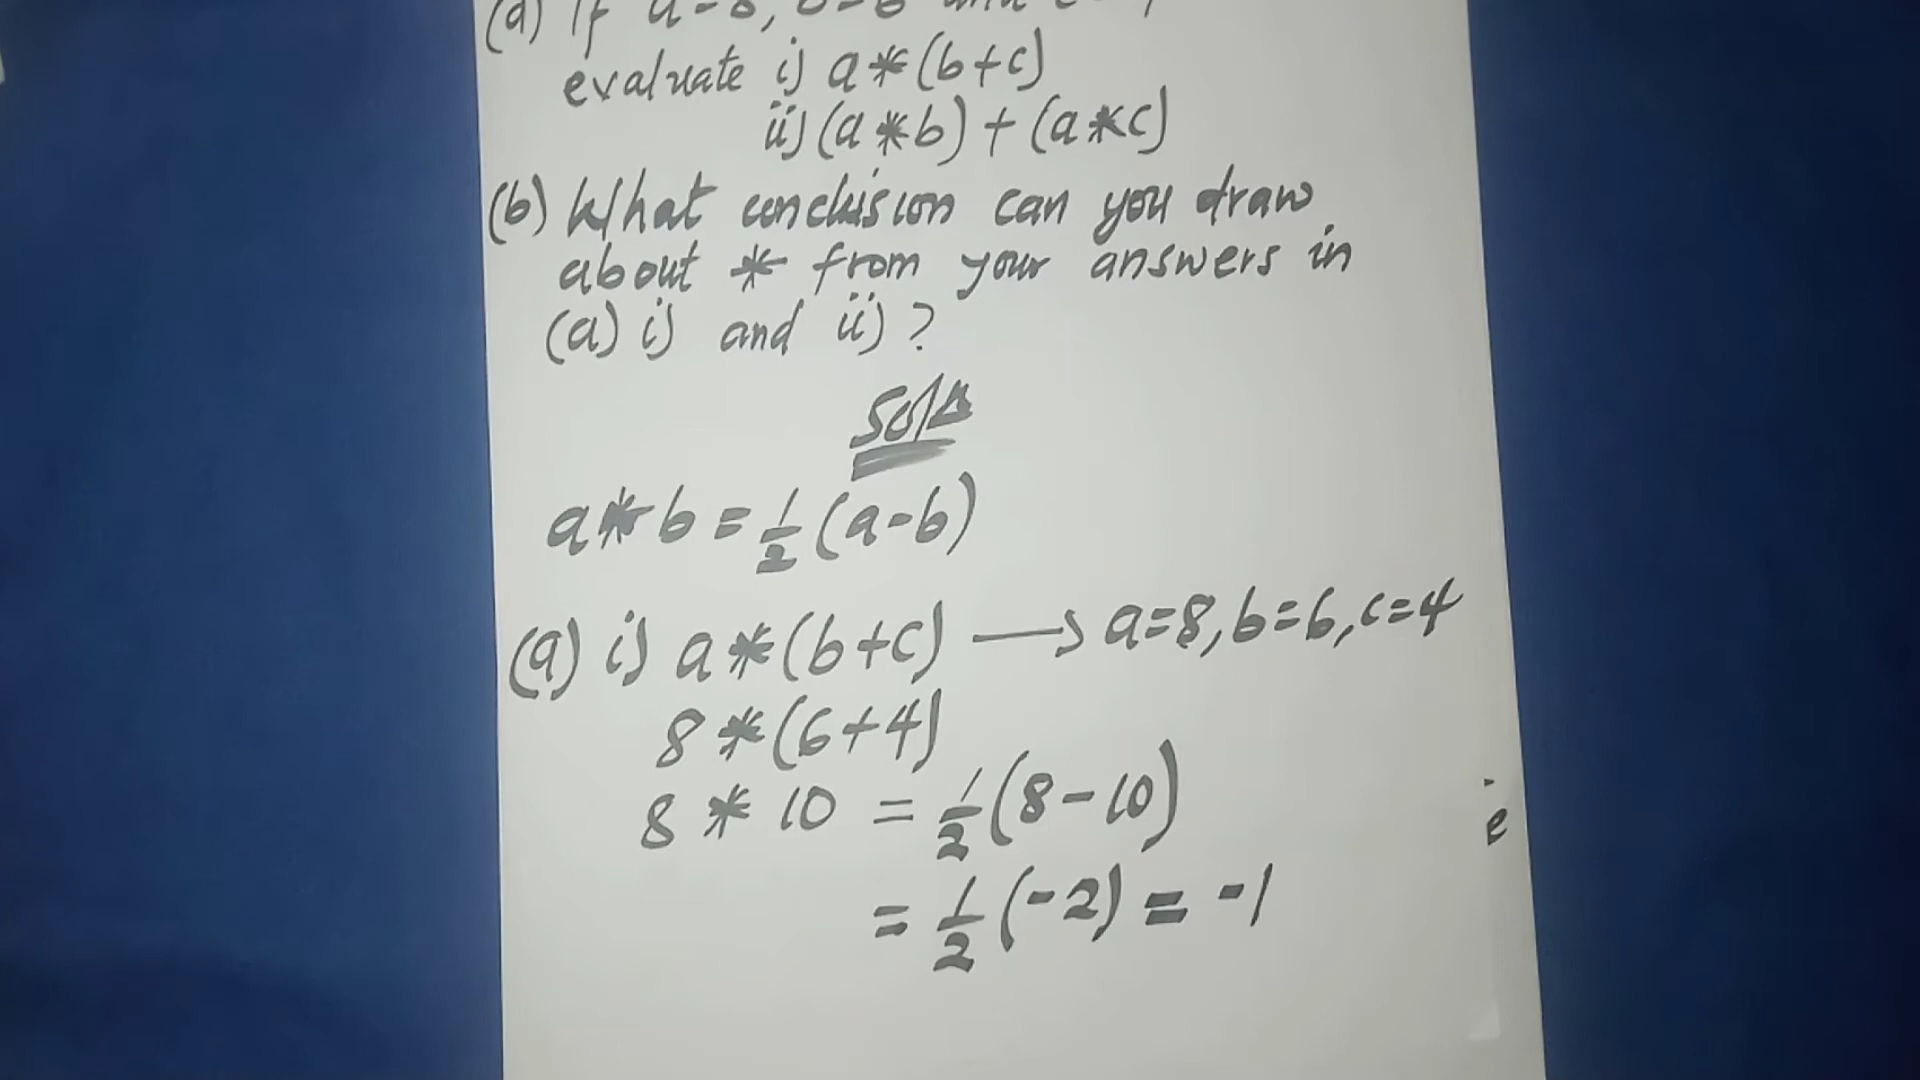 (a) If
evaluate i) a*(b+c)
ii) (a*b)+(a*c)
(b) What conclusion can you draw
about * from your answers in
(a) i) and ii)?
Soln
a*b = 1/2 (a-b)
(a) i) a*(b+c) → a=8, b=6, c=4
8*(6+4)
8 * 10 = 1/2 (8-10)
= 1/2 (-2) = -1
e